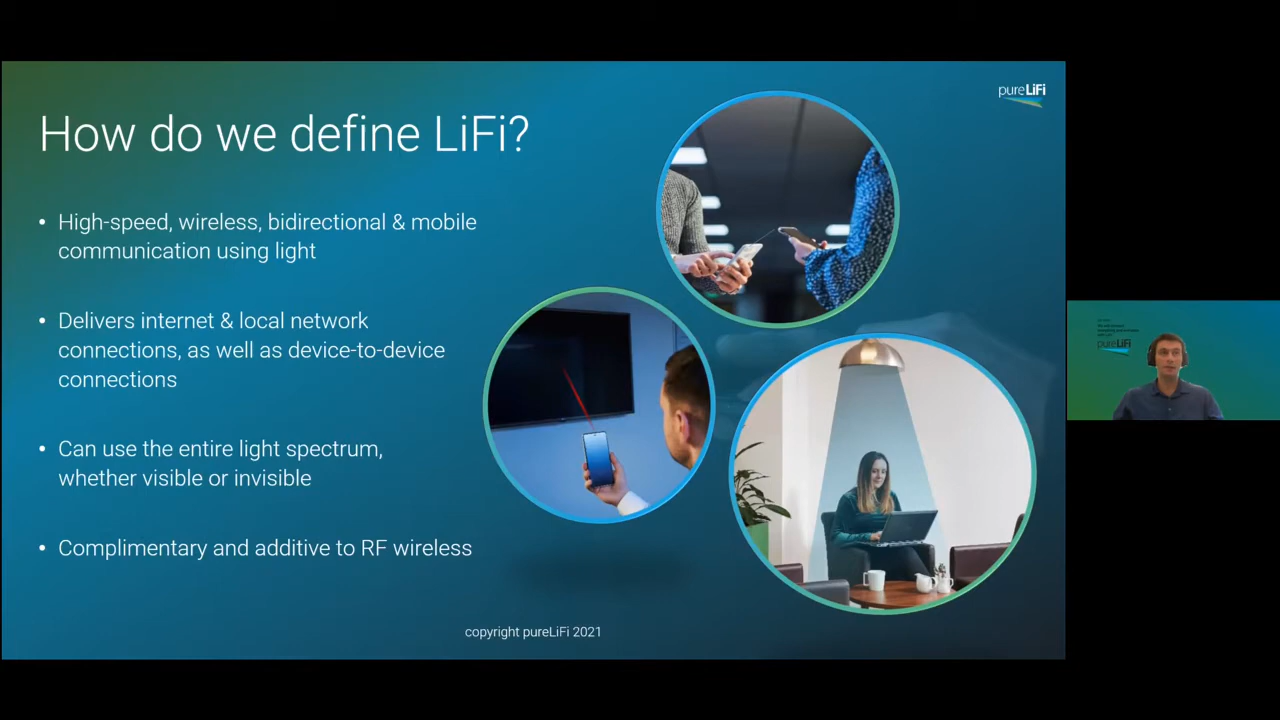 pureLiFi
How do we define LiFi?
• High-speed, wireless, bidirectional & mobile
communication using light
• Delivers internet & local network
connections, as well as device-to-device
connections
• Can use the entire light spectrum,
whether visible or invisible
• Complimentary and additive to RF wireless
copyright pureLiFi 2021
pureLiFi